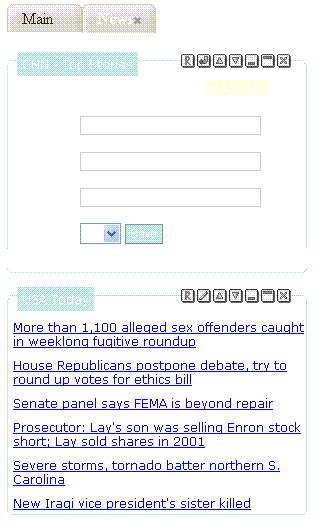 Main
News
CNN - Top Stories
R
Save
USA Today
R
More than 1,100 alleged sex offenders caught
in weeklong fugitive roundup
House Republicans postpone debate, try to
round up votes for ethics bill
Senate panel says FEMA is beyond repair
Prosecutor: Lay's son was selling Enron stock
short; Lay sold shares in 2001
Severe storms, tornado batter northern S.
Carolina
New Iraqi vice president's sister killed